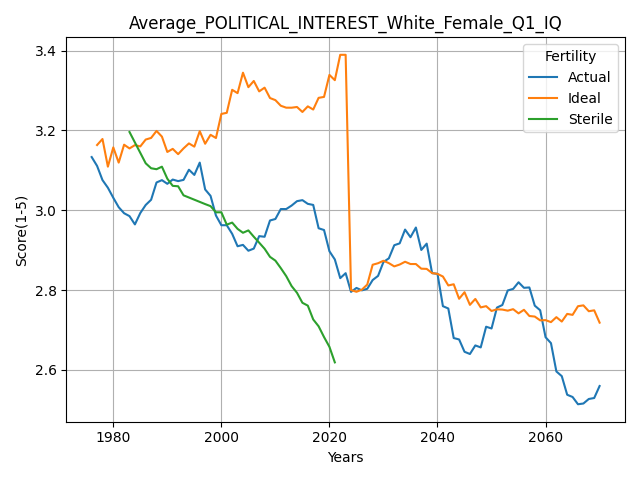 Average_POLITICAL_INTEREST_White_Female_Q1_IQ
Fertility
Actual
Ideal
Sterile
3.4
3.2
3.0
2.8
2.6
Score(1-5)
1980
2000
2020
2040
2060
Years